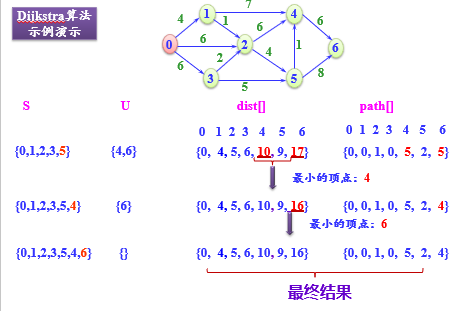 Dijkstra算法
示例演示
4 7
1 1 4
6 6
0 6 2 6
2 4 1
6 3 5 5 8
S U dist[] path[]
0 1 2 3 4 5 6 0 1 2 3 4 5 6
{0,1,2,3,5} {4,6} {0, 4, 5, 6, 10, 9, 17} {0, 0, 1, 0, 5, 2, 5}
最小的顶点：4
{0,1,2,3,5,4} {6} {0, 4, 5, 6, 10, 9, 16} {0, 0, 1, 0, 5, 2, 4}
最小的顶点：6
{0,1,2,3,5,4,6} {} {0, 4, 5, 6, 10, 9, 16} {0, 0, 1, 0, 5, 2, 4}
最终结果